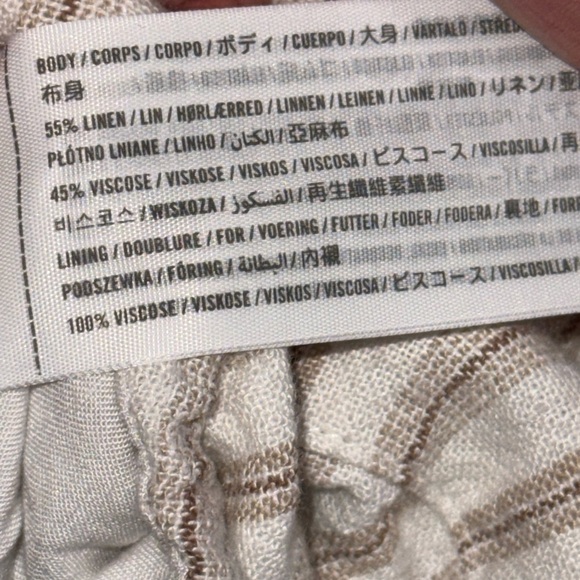 BODY / CORPS / CORPO / ボディ / CUERPO / 大身 / VARTALO /
布身
55% LINEN / LIN / HØRLÆRRED / LINNEN / LEINEN / LINNE / LINO / リネン /
PŁÓTNO LNIANE / LINHO / الكتان / 亞麻布
45% VISCOSE / VISKOSE / VISKOS / VISCOSA / ビスコース / VISCOSILLA / 再
비스코스 / WISKOZA / الفسكوز / 再生纖維素纖維
LINING / DOUBLURE / FOR / VOERING / FUTTER / FODER / FODERA / 裏地 /
PODSZEWKA / FÓRING / البطانة / 內襯
100% VISCOSE / VISKOSE / VISKOS / VISCOSA / ビスコース / VISCOSILLA /